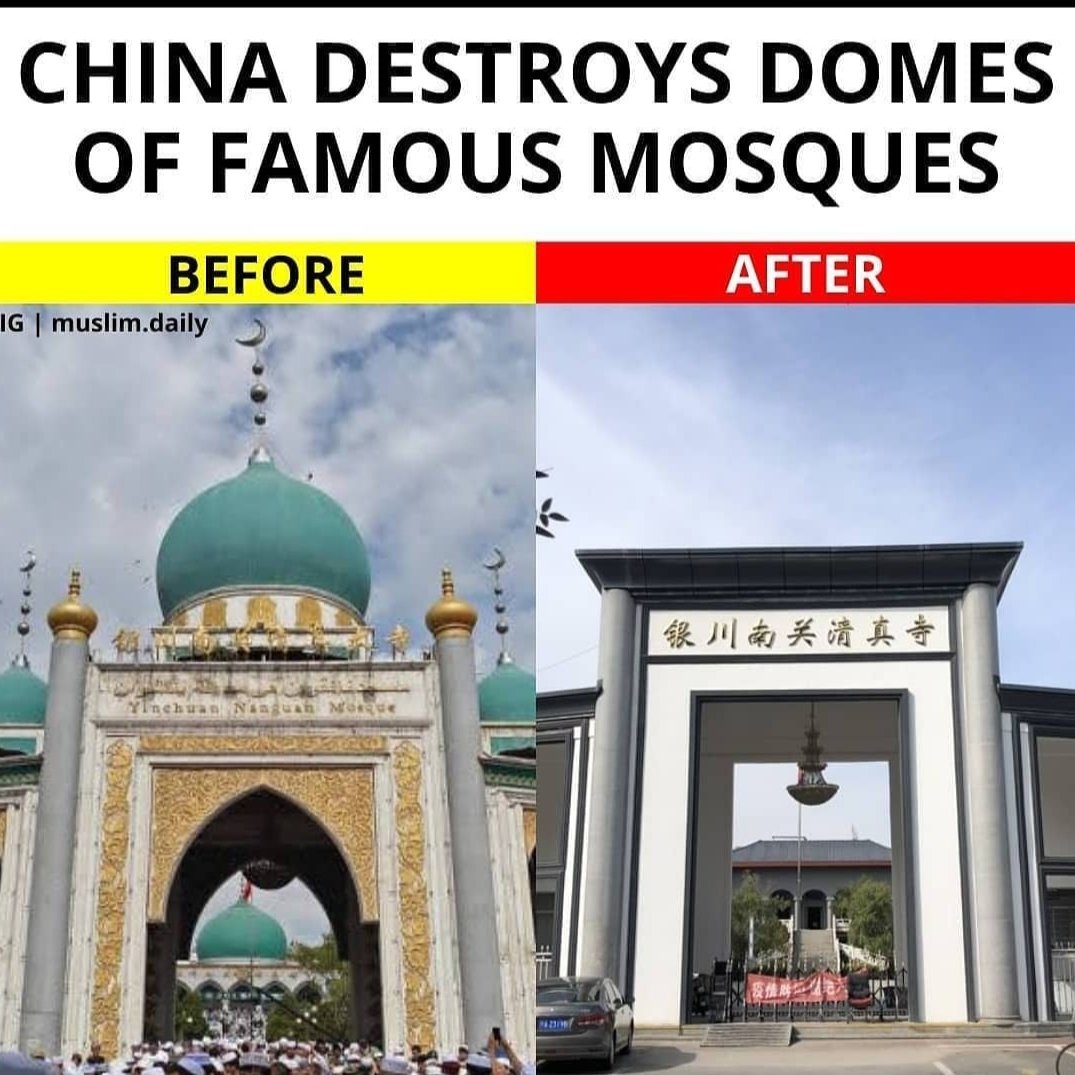 CHINA DESTROYS DOMES
OF FAMOUS MOSQUES
BEFORE
AFTER
IG | muslim.daily
Yinchuan Nanguan Mosque
银川南关清真寺